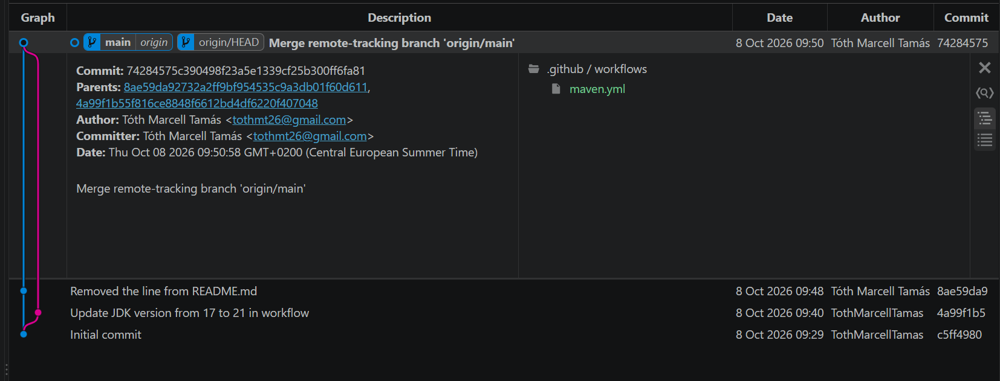 Graph Description Date Author Commit
main origin origin/HEAD Merge remote-tracking branch 'origin/main' 8 Oct 2026 09:50 Tóth Marcell Tamás 74284575
Commit: 74284575c390498f23a5e1339cf25b300ff6fa81
Parents: 8ae59da92732a2ff9bf954535c9a3db01f60d611,
4a99f1b55f816ce8848f6612bd4df6220f407048
Author: Tóth Marcell Tamás <tothmt26@gmail.com>
Committer: Tóth Marcell Tamás <tothmt26@gmail.com>
Date: Thu Oct 08 2026 09:50:58 GMT+0200 (Central European Summer Time)
Merge remote-tracking branch 'origin/main'
.github / workflows
maven.yml
Removed the line from README.md 8 Oct 2026 09:48 Tóth Marcell Tamás 8ae59da9
Update JDK version from 17 to 21 in workflow 8 Oct 2026 09:40 TothMarcellTamas 4a99f1b5
Initial commit 8 Oct 2026 09:29 TothMarcellTamas c5ff4980